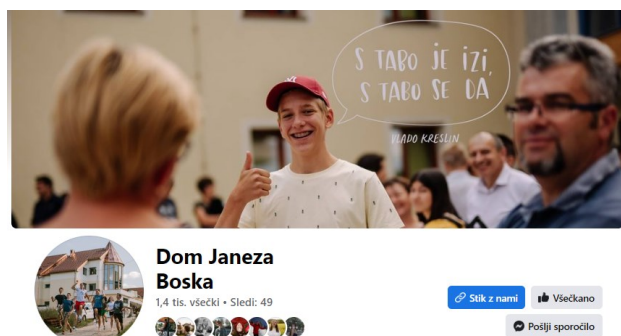 S TABO JE IZI,
S TABO SE DA
VLADO KRESLIN
Dom Janeza
Boska
1,4 tis. všečki • Sledi: 49
Stik z nami
Všečkano
Pošlji sporočilo